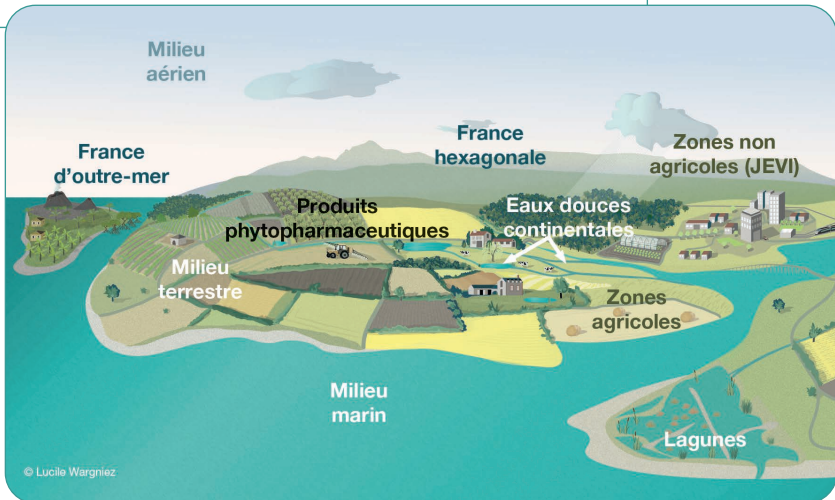 Milieu
aérien
France
d'outre-mer
France
hexagonale
Zones non
agricoles (JEVI)
Produits
phytopharmaceutiques
Eaux douces
continentales
Milieu
terrestre
Zones
agricoles
Milieu
marin
Lagunes
© Lucile Wargniez